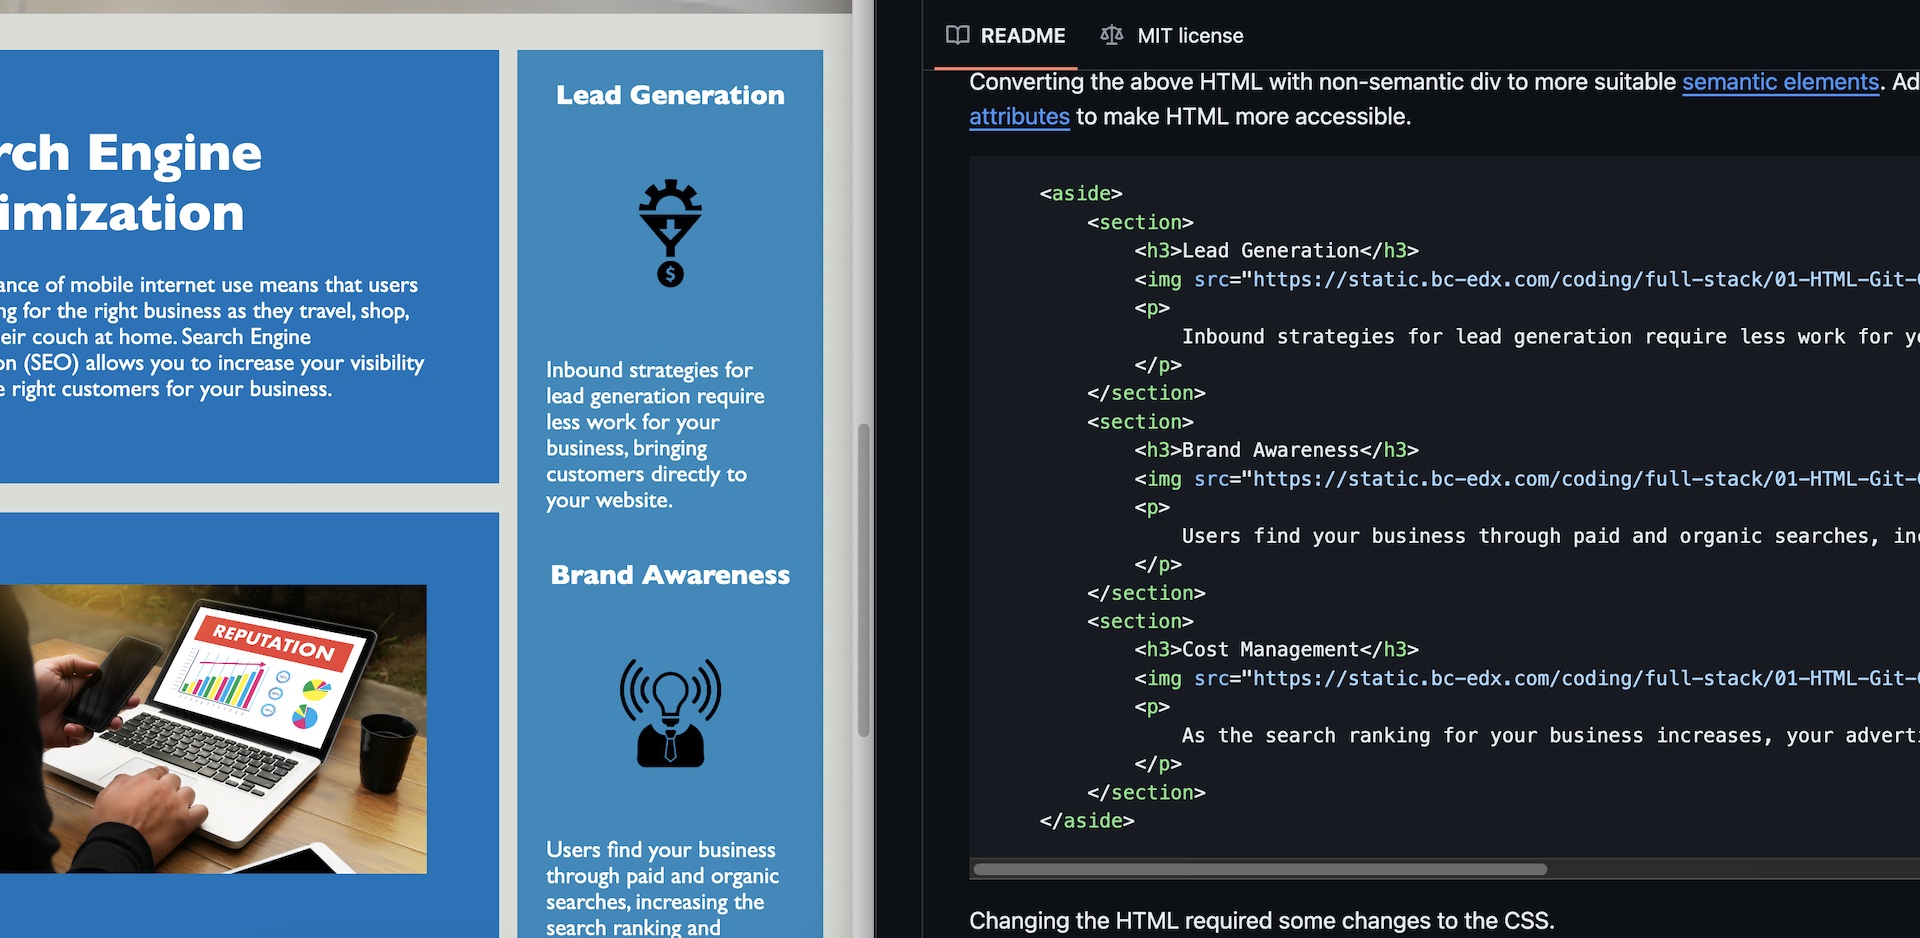 rch Engine
imization
ance of mobile internet use means that users
ng for the right business as they travel, shop,
eir couch at home. Search Engine
on (SEO) allows you to increase your visibility
e right customers for your business.
REPUTATION
Lead Generation
$
Inbound strategies for
lead generation require
less work for your
business, bringing
customers directly to
your website.
Brand Awareness
Users find your business
through paid and organic
searches, increasing the
search ranking and
README
MIT license
Converting the above HTML with non-semantic div to more suitable semantic elements. Ad
attributes to make HTML more accessible.
<aside>
<section>
<h3>Lead Generation</h3>
<img src="https://static.bc-edx.com/coding/full-stack/01-HTML-Git-
<p>
Inbound strategies for lead generation require less work for y
</p>
</section>
<section>
<h3>Brand Awareness</h3>
<img src="https://static.bc-edx.com/coding/full-stack/01-HTML-Git-
<p>
Users find your business through paid and organic searches, in
</p>
</section>
<section>
<h3>Cost Management</h3>
<img src="https://static.bc-edx.com/coding/full-stack/01-HTML-Git-
<p>
As the search ranking for your business increases, your adverti
</p>
</section>
</aside>
Changing the HTML required some changes to the CSS.